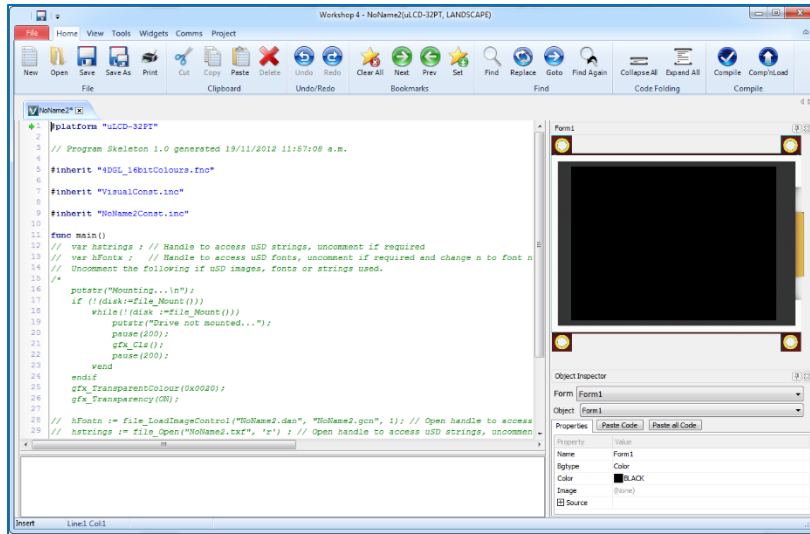 Workshop 4 - NoName2(uLCD-32PT, LANDSCAPE)
File Home View Tools Widgets Comms Project
New Open Save Save As Print Cut Copy Paste Delete Undo Redo Clear All Next Prev Set Find Replace Goto Find Again Collapse All Expand All Compile Comp'nLoad
File Clipboard Undo/Redo Bookmarks Find Code Folding Compile
NoName2*
1 #platform "uLCD-32PT"
2
3 // Program Skeleton 1.0 generated 19/11/2012 11:57:08 a.m.
4
5 #inherit "4DGL_16bitColours.fnc"
6
7 #inherit "VisualConst.inc"
8
9 #inherit "NoName2Const.inc"
10
11 func main()
12 // var hstrings ; // Handle to access uSD strings, uncomment if required
13 // var hFontx ; // Handle to access uSD fonts, uncomment if required and change n to font n
14 // Uncomment the following if uSD images, fonts or strings used.
15 /*
16 putstr("Mounting...\n");
17 if (!(disk:=file_Mount()))
18 while(!(disk :=file_Mount()))
19 putstr("Drive not mounted...");
20 pause(200);
21 gfx_Cls();
22 pause(200);
23 wend
24 endif
25 gfx_TransparentColour(0x0020);
26 gfx_Transparency(ON);
27
28 // hFontn := file_LoadImageControl("NoName2.dan", "NoName2.gcn", 1); // Open handle to access
29 // hstrings := file_Open("NoName2.txf", 'r') ; // Open handle to access uSD strings, uncommen
Form1
Object Inspector
Form Form1
Object Form1
Properties Paste Code Paste all Code
Property Value
Name Form1
Bgtype Color
Color BLACK
Image (None)
Source
Insert Line:1 Col:1